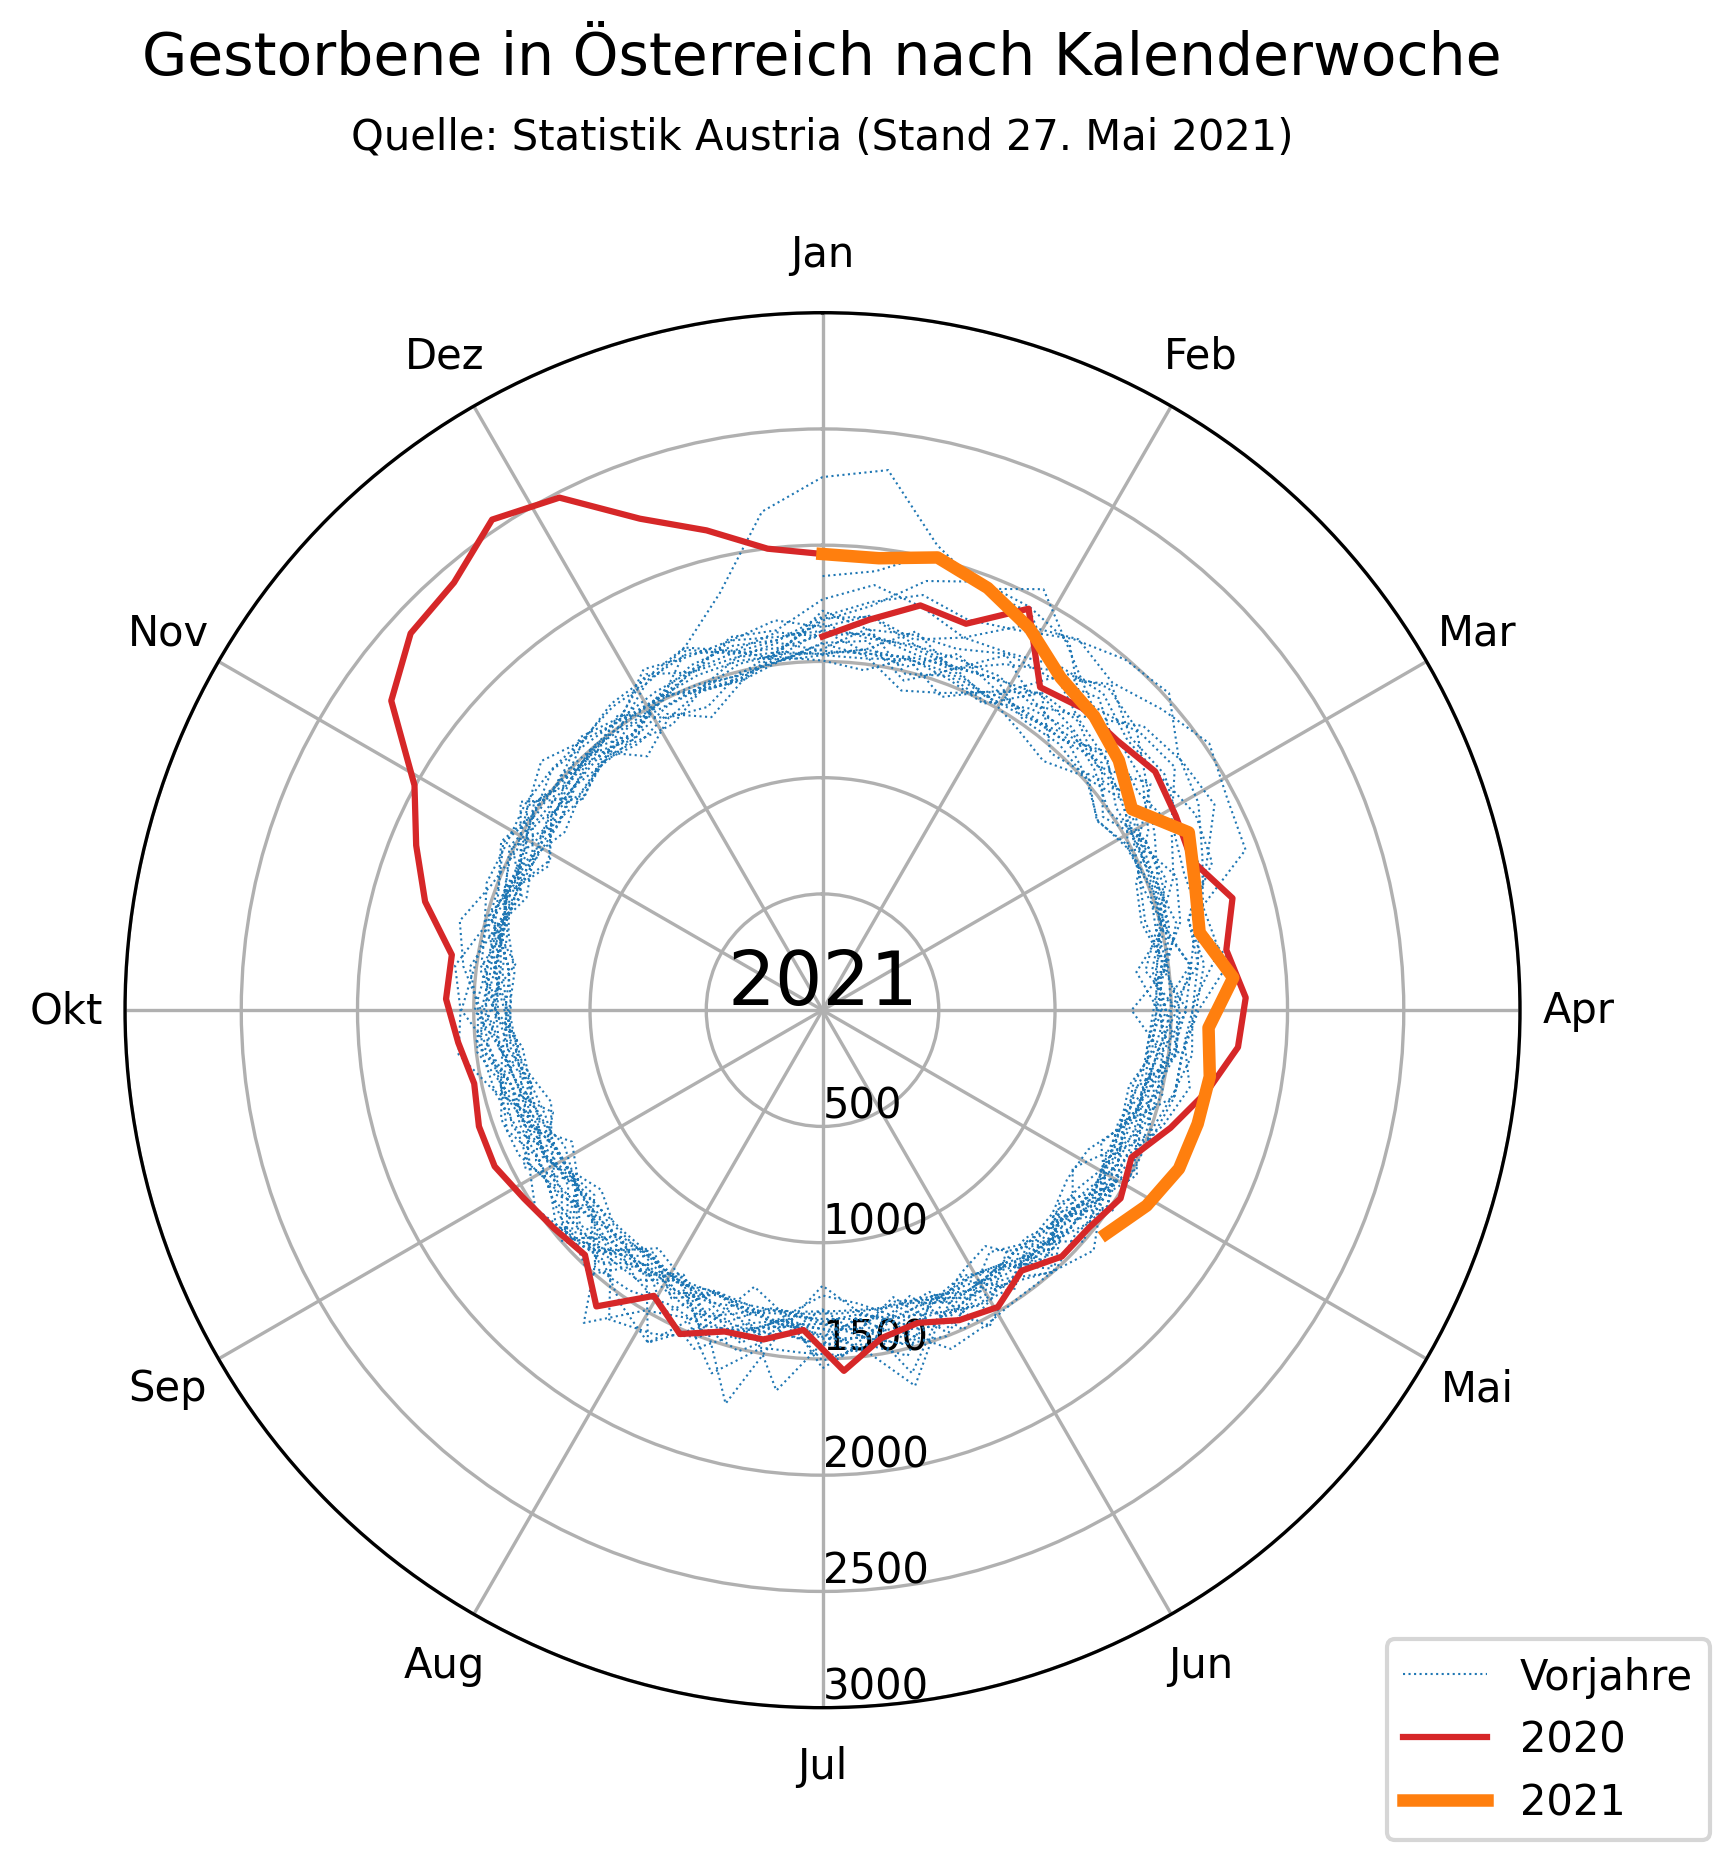 Gestorbene in Österreich nach Kalenderwoche
Quelle: Statistik Austria (Stand 27. Mai 2021)
Jan
Dez
Feb
Nov
Mar
2021
Okt
Apr
500
1000
1500
Sep
Mai
2000
2500
Aug
Jun
3000
Jul
Vorjahre
2020
2021